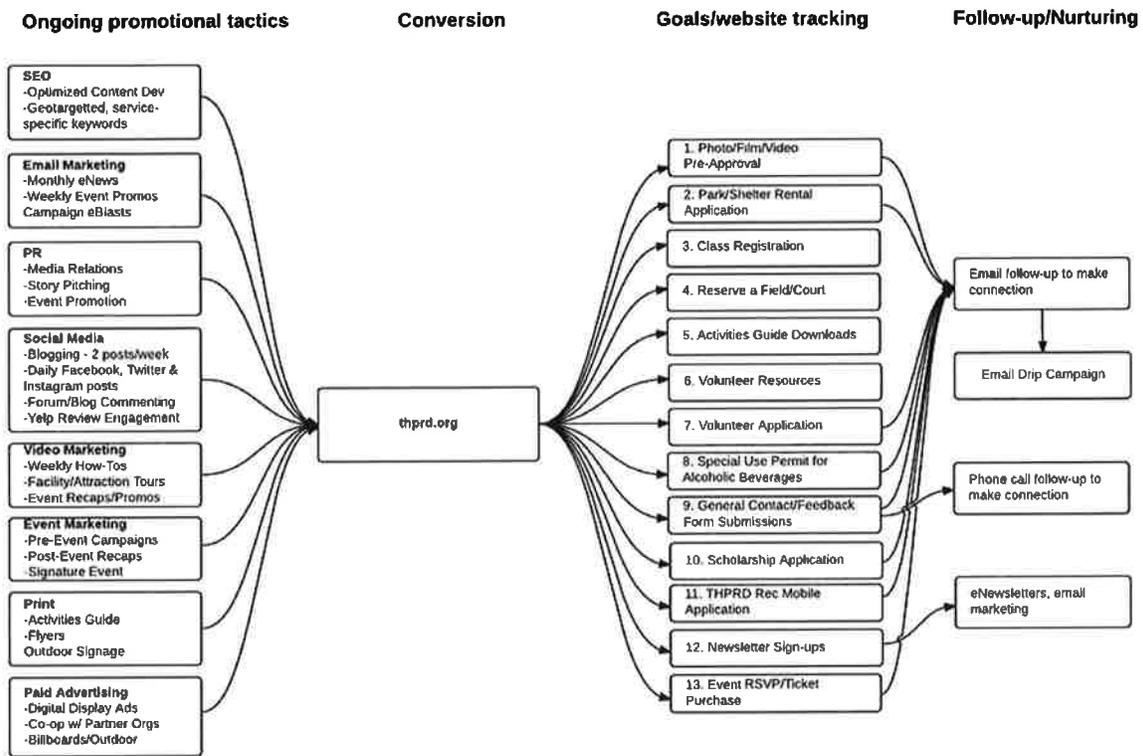 Ongoing promotional tactics
Conversion
Goals/website tracking
Follow-up/Nurturing
SEO
-Optimized Content Dev
-Geotargetted, service-
specific keywords
Email Marketing
-Monthly eNews
-Weekly Event Promos
Campaign eBlasts
PR
-Media Relations
-Story Pitching
-Event Promotion
Social Media
-Blogging - 2 posts/week
-Daily Facebook, Twitter &
Instagram posts
-Forum/Blog Commenting
-Yelp Review Engagement
Video Marketing
-Weekly How-Tos
-Facility/Attraction Tours
-Event Recaps/Promos
Event Marketing
-Pre-Event Campaigns
-Post-Event Recaps
-Signature Event
Print
-Activities Guide
-Flyers
Outdoor Signage
Paid Advertising
-Digital Display Ads
-Co-op w/ Partner Orgs
-Billboards/Outdoor
thprd.org
1. Photo/Film/Video
Pre-Approval
2. Park/Shelter Rental
Application
3. Class Registration
4. Reserve a Field/Court
5. Activities Guide Downloads
6. Volunteer Resources
7. Volunteer Application
8. Special Use Permit for
Alcoholic Beverages
9. General Contact/Feedback
Form Submissions
10. Scholarship Application
11. THPRD Rec Mobile
Application
12. Newsletter Sign-ups
13. Event RSVP/Ticket
Purchase
Email follow-up to make
connection
Email Drip Campaign
Phone call follow-up to
make connection
eNewsletters, email
marketing